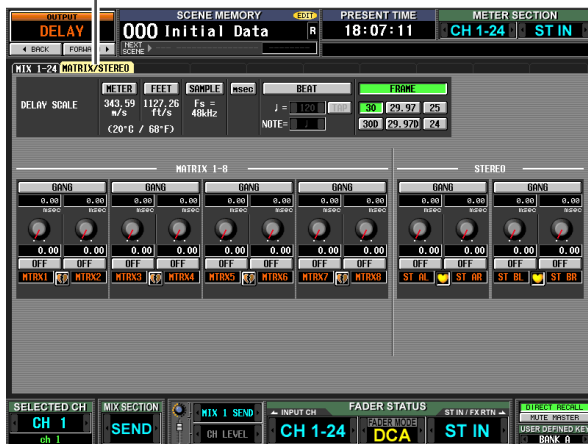 OUTPUT
DELAY
BACK FORWARD
SCENE MEMORY EDIT
000 Initial Data R
NEXT SCENE
PRESENT TIME
18:07:11
METER SECTION
CH 1-24 ST IN
MIX 1-24 MATRIX/STEREO
DELAY SCALE
METER FEET SAMPLE msec BEAT FRAME
343.59 m/s 1127.26 ft/s Fs = 48kHz
(20°C / 68°F)
♩ = 120 TAP
NOTE= ♩
30 29.97 25
30D 29.97D 24
MATRIX 1-8 STEREO
GANG GANG GANG GANG GANG GANG
0.00 0.00 0.00 0.00 0.00 0.00 0.00 0.00 0.00 0.00 0.00 0.00
msec msec msec msec msec msec msec msec msec msec msec msec
0.00 0.00 0.00 0.00 0.00 0.00 0.00 0.00 0.00 0.00 0.00 0.00
OFF OFF OFF OFF OFF OFF OFF OFF OFF OFF OFF OFF
MTRX1 MTRX2 MTRX3 MTRX4 MTRX5 MTRX6 MTRX7 MTRX8 ST AL ST AR ST BL ST BR
SELECTED CH
CH 1
ch 1
MIX SECTION
SEND
MIX 1 SEND
CH LEVEL
FADER STATUS
INPUT CH ST IN / FX RTN
CH 1-24
FADER MODE
DCA
ST IN
DIRECT RECALL
MUTE MASTER
USER DEFINED KEY
BANK A